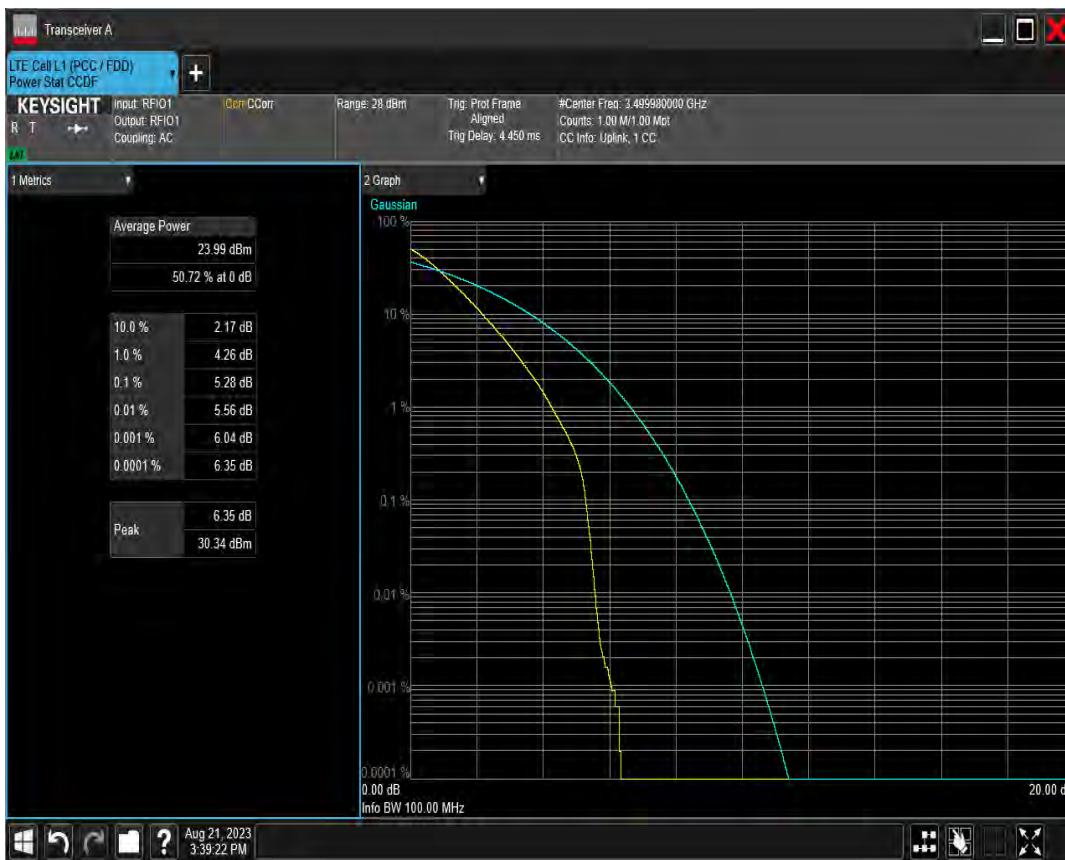 Transceiver A
LTE Cell L1 (PCC / FDD)
Power Stat CCDF
+
KEYSIGHT
R T
LNI
Input: RFIO1
Output: RFIO1
Coupling: AC
Corr CCorr
Range: 28 dBm
Trig: Prot Frame
Aligned
Trig Delay: 4.450 ms
#Center Freq: 3.499980000 GHz
Counts: 1.00 M/1.00 Mpt
CC Info: Uplink, 1 CC
1 Metrics
Average Power
23.99 dBm
50.72 % at 0 dB
10.0 % 2.17 dB
1.0 % 4.26 dB
0.1 % 5.28 dB
0.01 % 5.56 dB
0.001 % 6.04 dB
0.0001 % 6.35 dB
Peak
6.35 dB
30.34 dBm
2 Graph
Gaussian
100 %
10 %
1 %
0.1 %
0.01 %
0.001 %
0.0001 %
0.00 dB
20.00 d
Info BW 100.00 MHz
?
Aug 21, 2023
3:39:22 PM